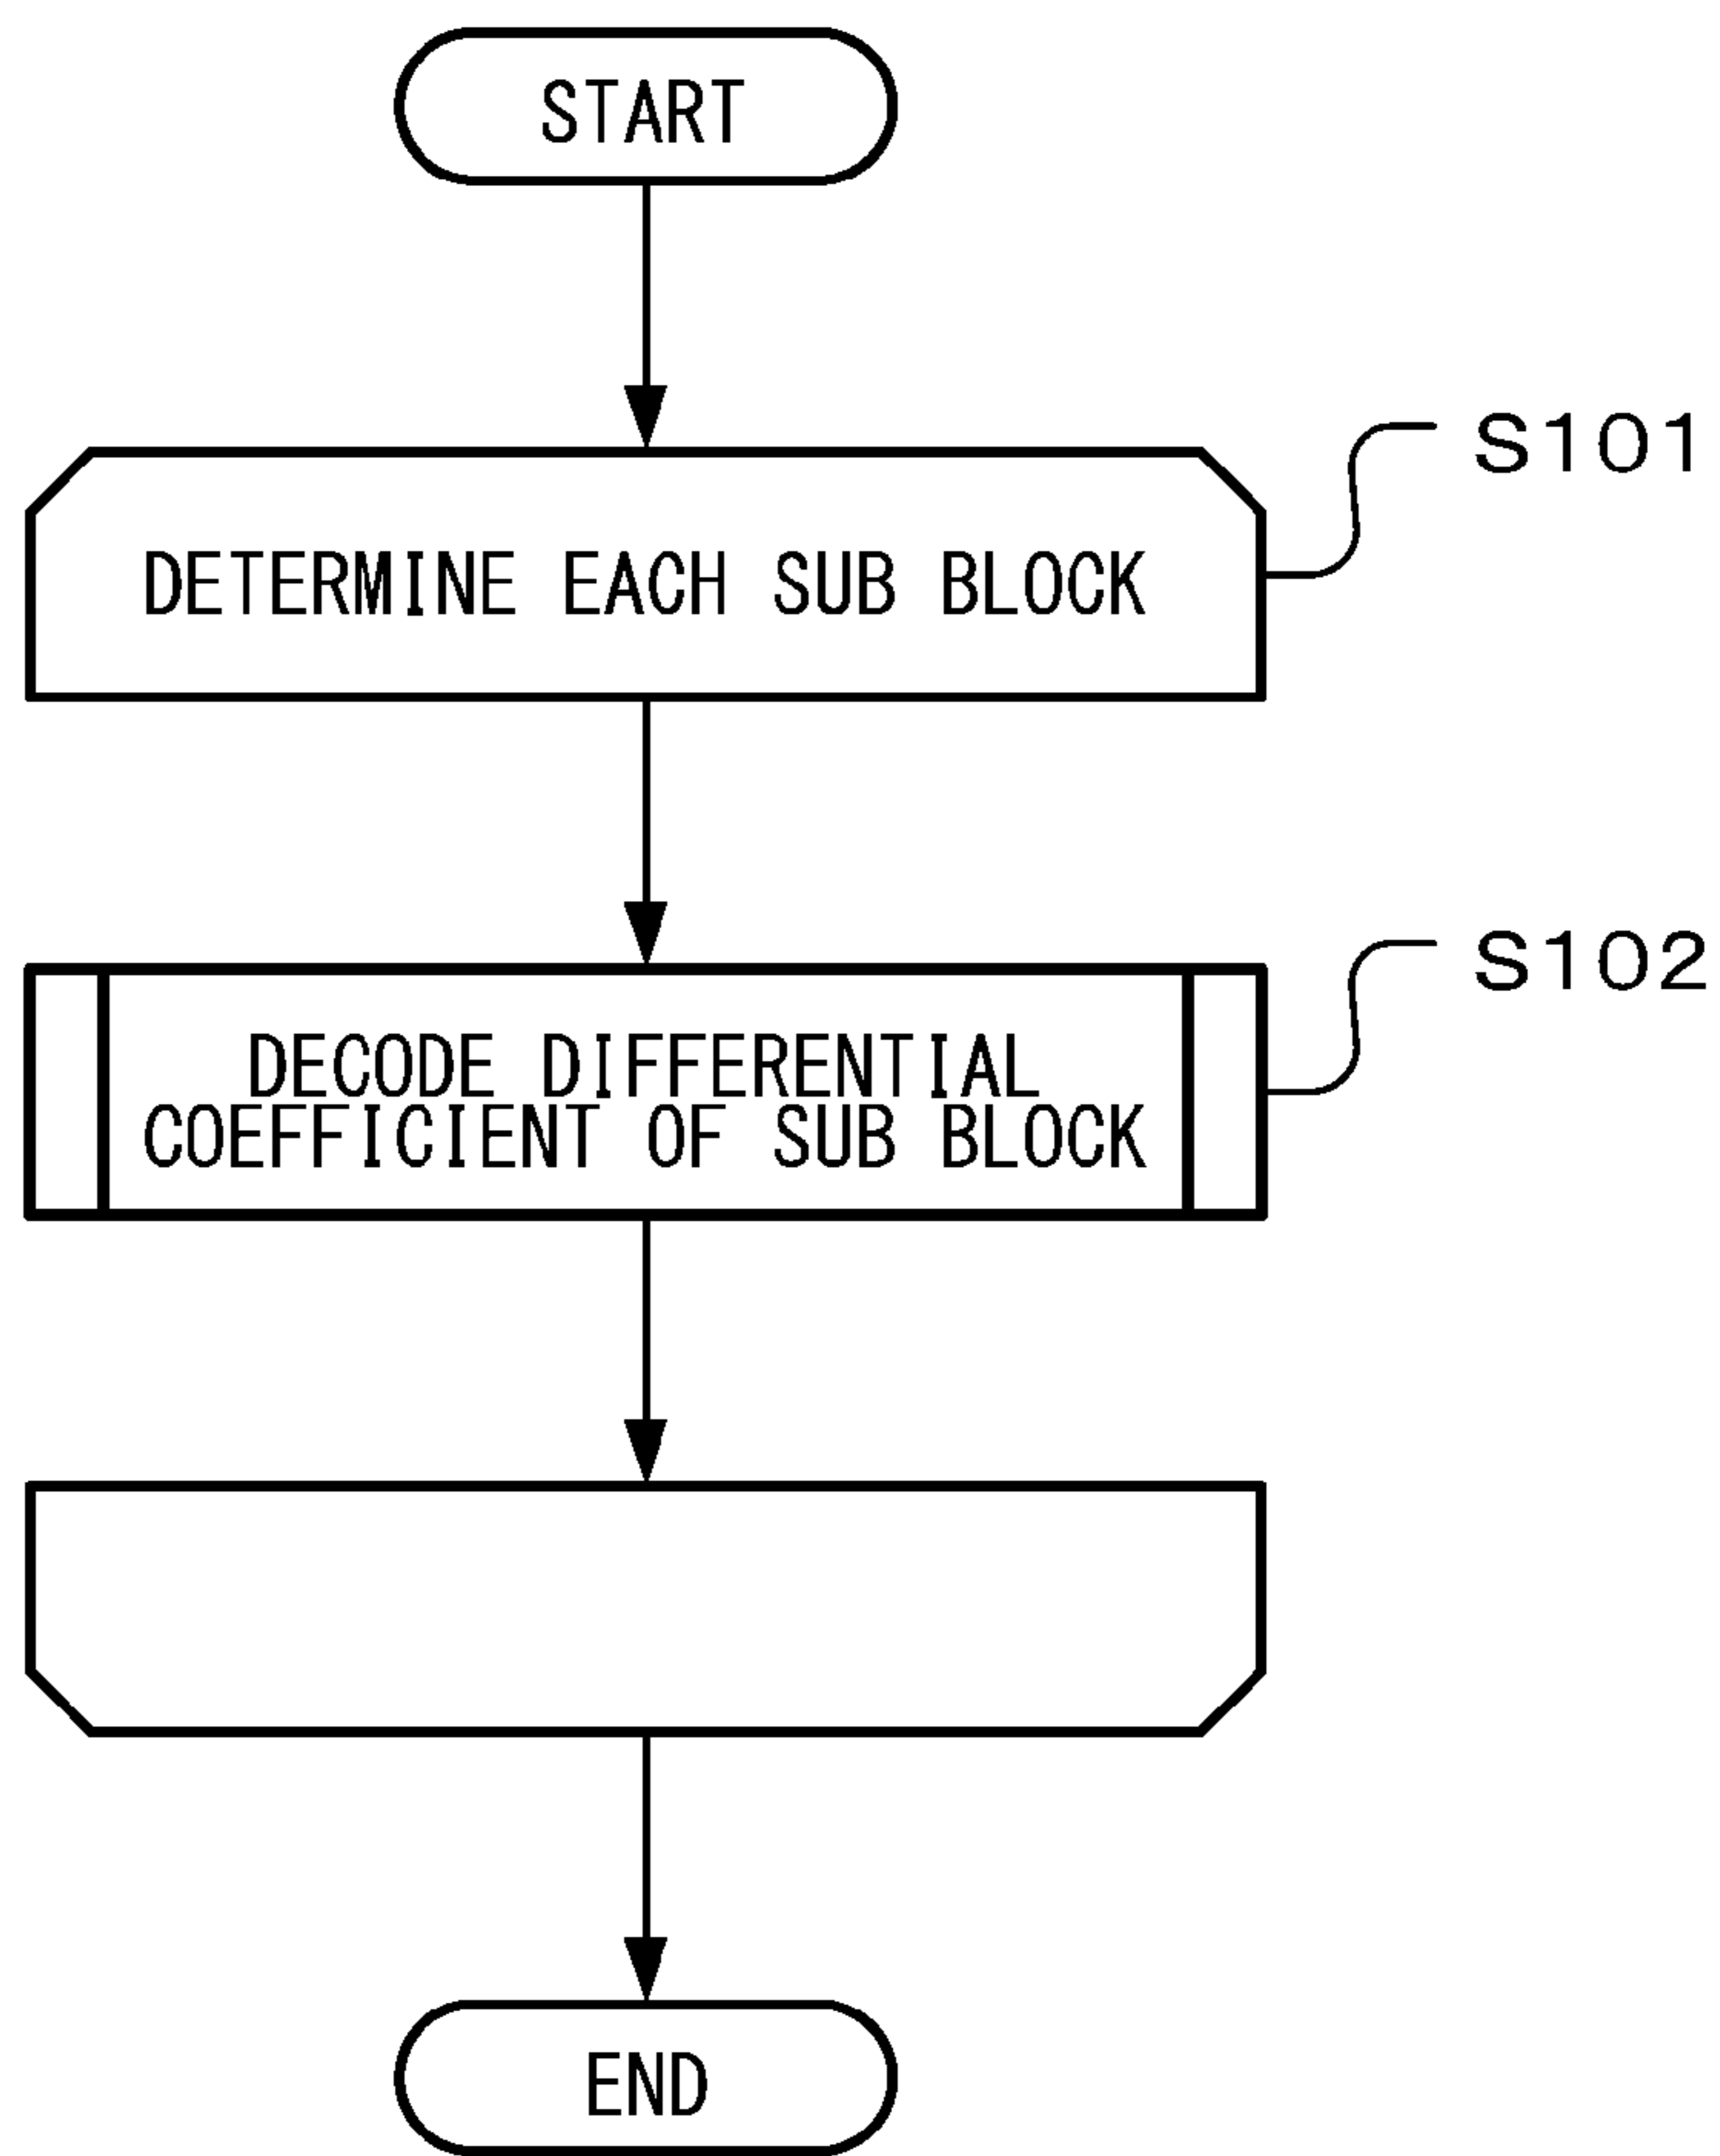 START
S101
DETERMINE EACH SUB BLOCK
S102
DECODE DIFFERENTIAL
COEFFICIENT OF SUB BLOCK
END